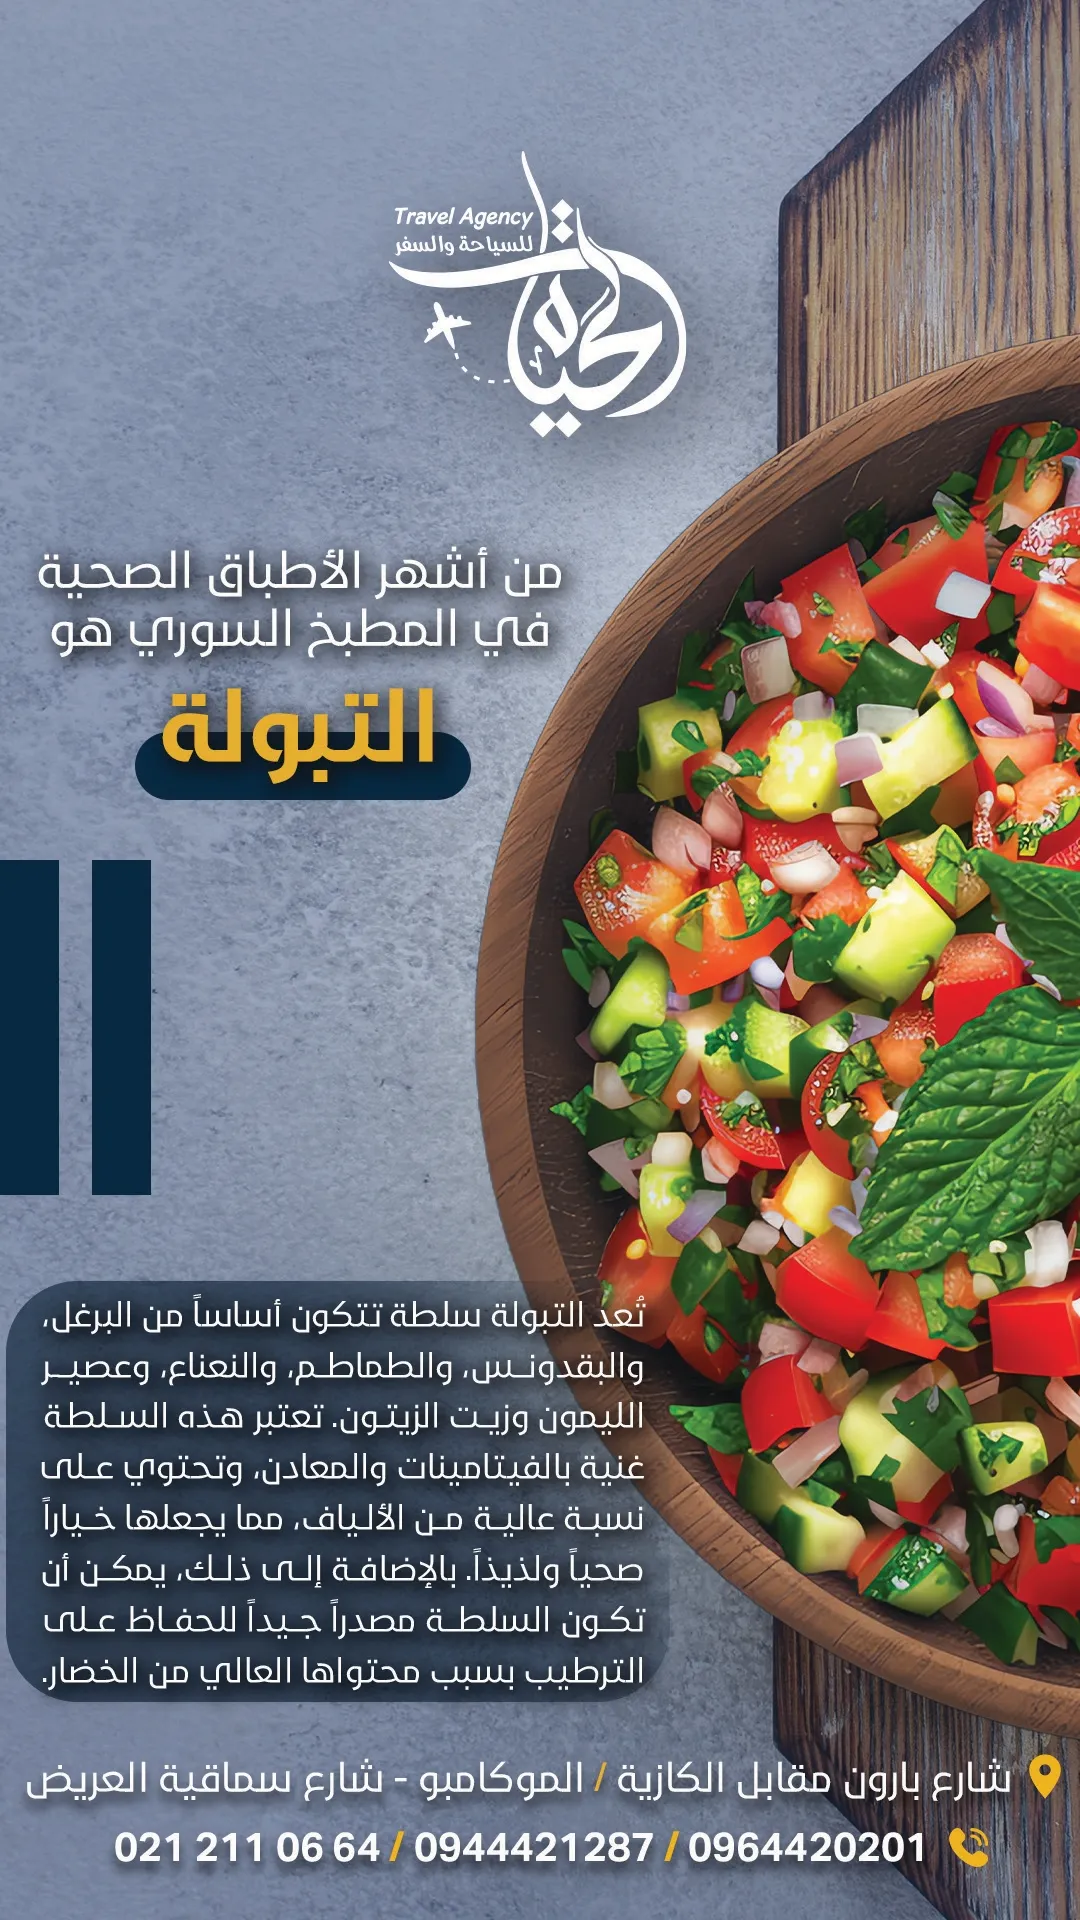 Travel Agency
للسياحة والسفر
الحياة
من أشهر الأطباق الصحية
في المطبخ السوري هو
التبولة
تُعد التبولة سلطة تتكون أساساً من البرغل،
والبقدونس، والطماطم، والنعناع، وعصير
الليمون وزيت الزيتون. تعتبر هذه السلطة
غنية بالفيتامينات والمعادن، وتحتوي على
نسبة عالية من الألياف، مما يجعلها خياراً
صحياً ولذيذاً. بالإضافة إلى ذلك، يمكن أن
تكون السلطة مصدراً جيداً للحفاظ على
الترطيب بسبب محتواها العالي من الخضار.
شارع بارون مقابل الكازية / الموكامبو - شارع سماقية العريض
021 211 06 64 / 0944421287 / 0964420201